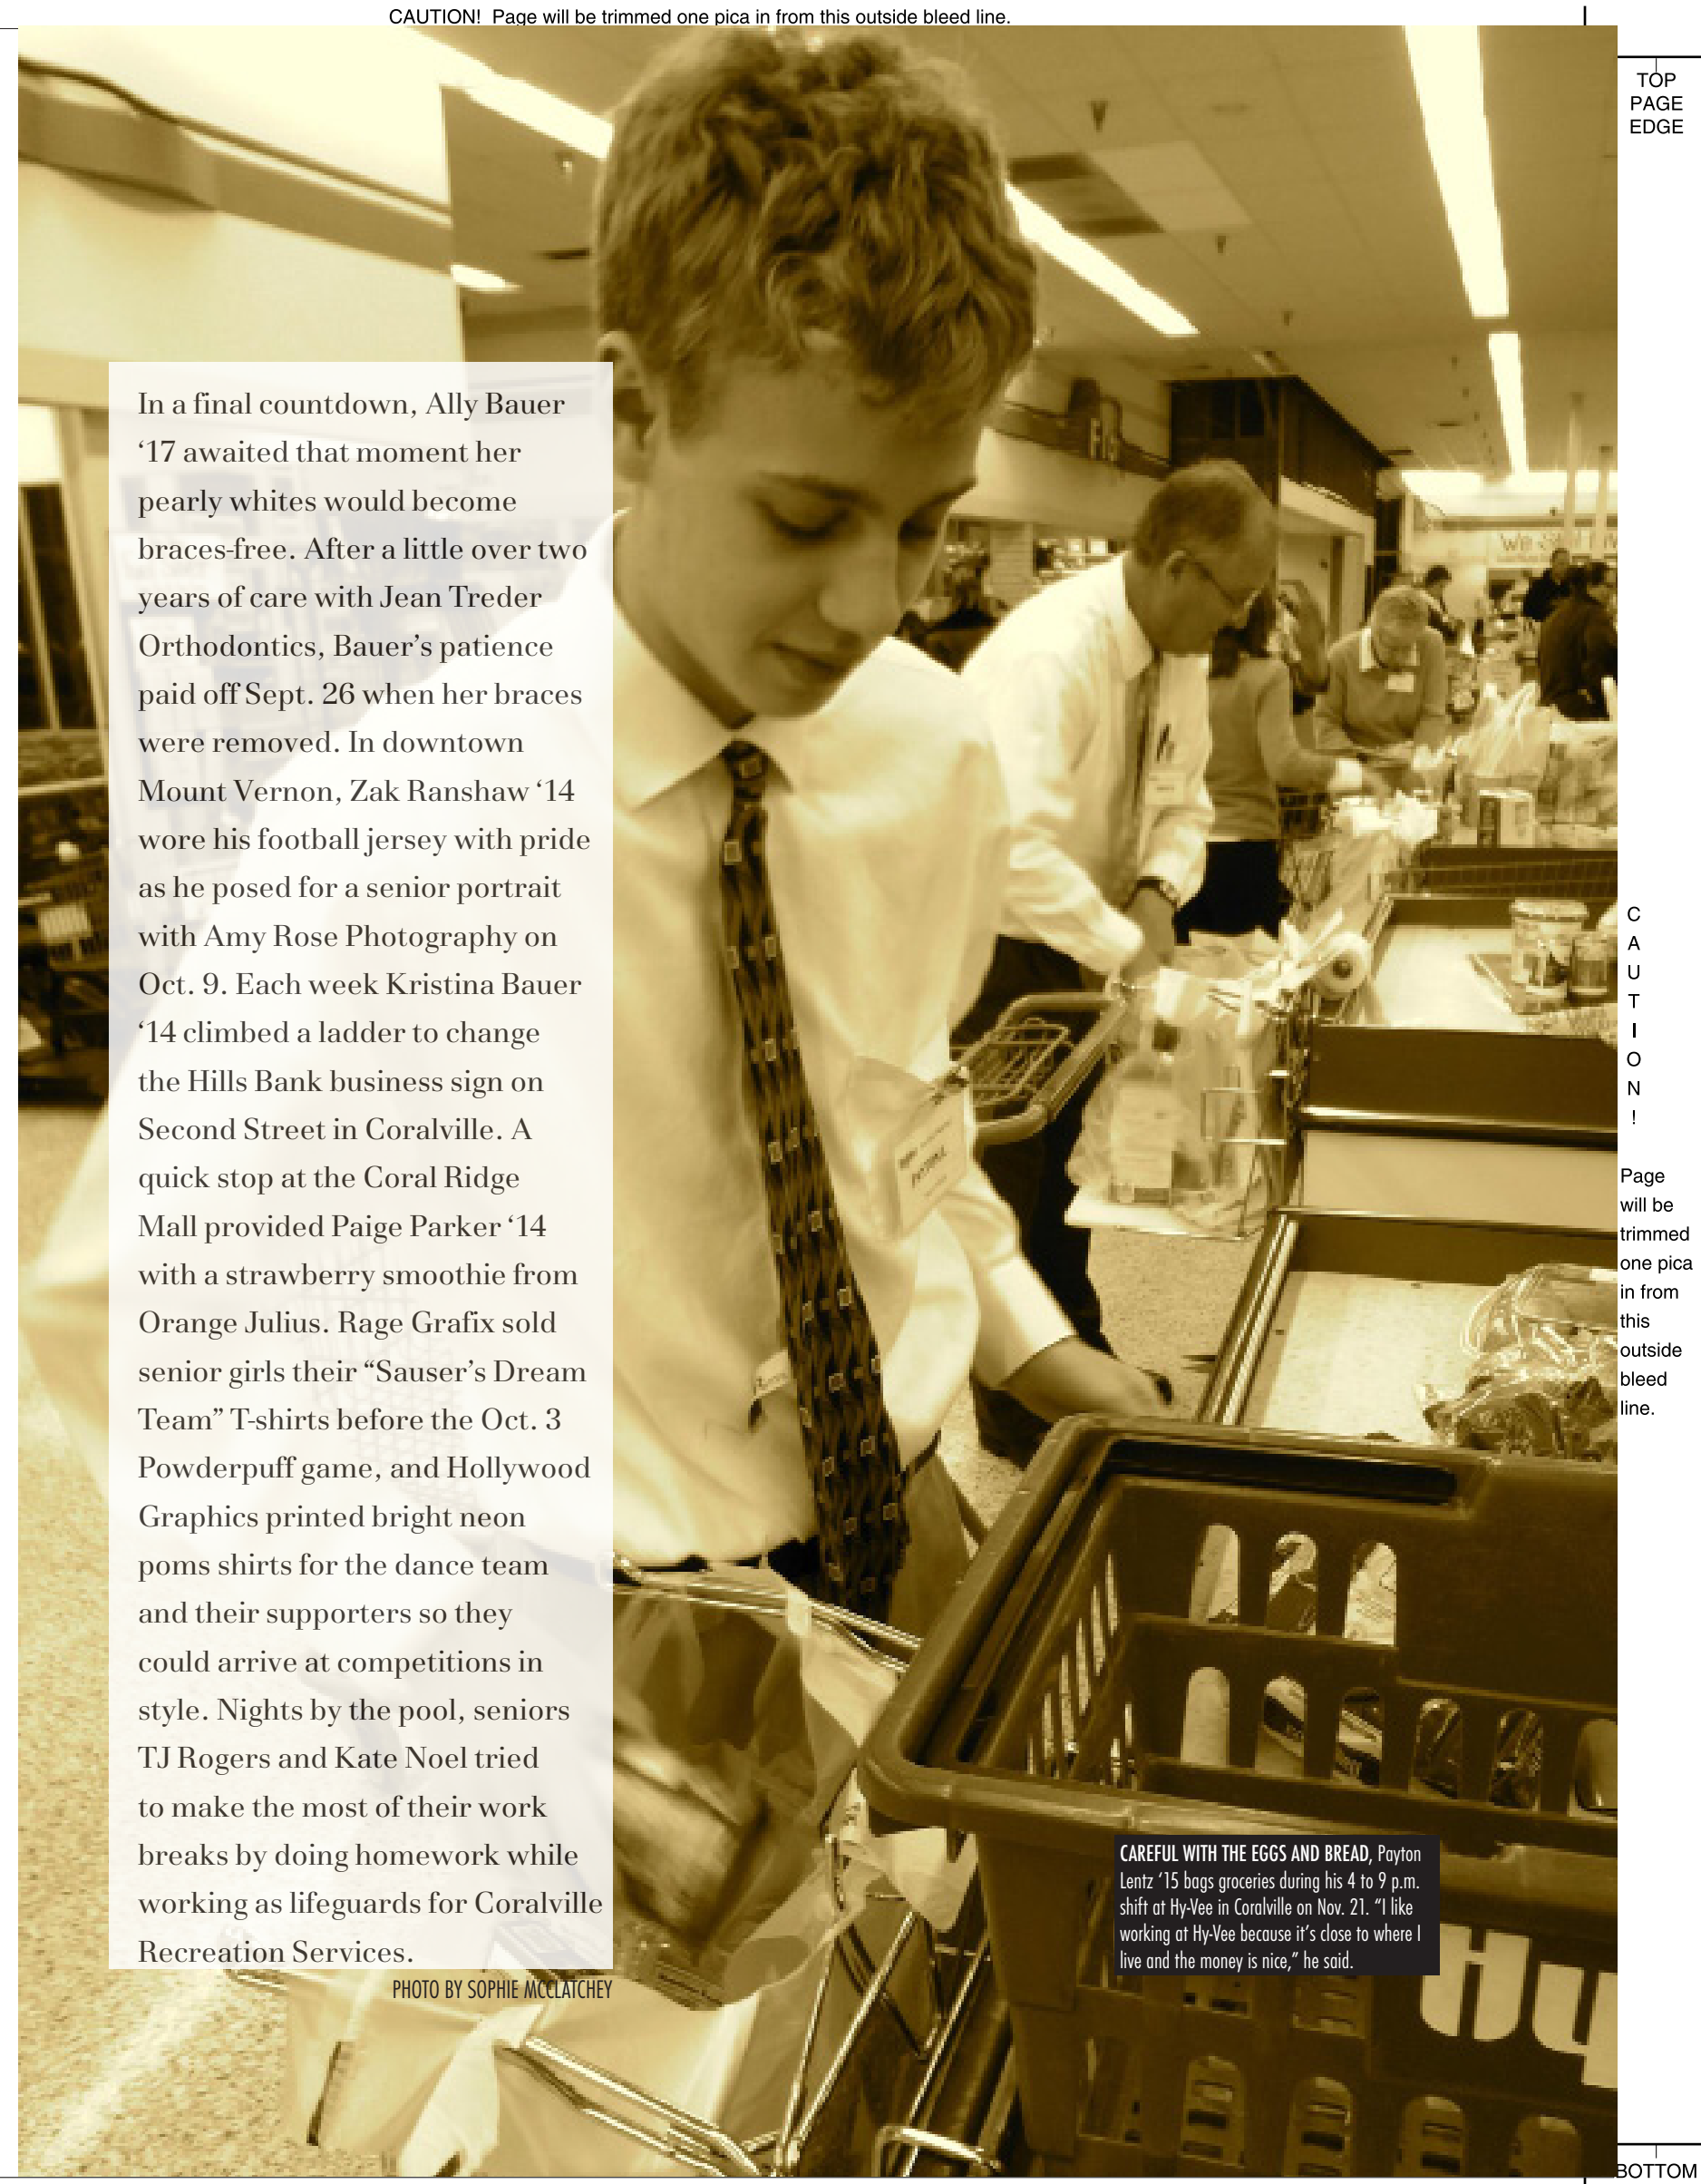 CAUTION!  Page will be trimmed one pica in from this outside bleed line.
TOP
PAGE
EDGE
In a final countdown, Ally Bauer
‘17 awaited that moment her
pearly whites would become
braces-free. After a little over two
years of care with Jean Treder
Orthodontics, Bauer’s patience
paid off Sept. 26 when her braces
were removed. In downtown
Mount Vernon, Zak Ranshaw ‘14
wore his football jersey with pride
as he posed for a senior portrait
with Amy Rose Photography on
Oct. 9. Each week Kristina Bauer
‘14 climbed a ladder to change
the Hills Bank business sign on
Second Street in Coralville. A
quick stop at the Coral Ridge
Mall provided Paige Parker ‘14
with a strawberry smoothie from
Orange Julius. Rage Grafix sold
senior girls their “Sauser’s Dream
Team” T-shirts before the Oct. 3
Powderpuff game, and Hollywood
Graphics printed bright neon
poms shirts for the dance team
and their supporters so they
could arrive at competitions in
style. Nights by the pool, seniors
TJ Rogers and Kate Noel tried
to make the most of their work
breaks by doing homework while
working as lifeguards for Coralville
Recreation Services.
PHOTO BY SOPHIE MCCLATCHEY
CAREFUL WITH THE EGGS AND BREAD, Payton
Lentz ‘15 bags groceries during his 4 to 9 p.m.
shift at Hy-Vee in Coralville on Nov. 21. “I like
working at Hy-Vee because it’s close to where I
live and the money is nice,” he said.
Hy
C
A
U
T
I
O
N
!
Page
will be
trimmed
one pica
in from
this
outside
bleed
line.
BOTTOM